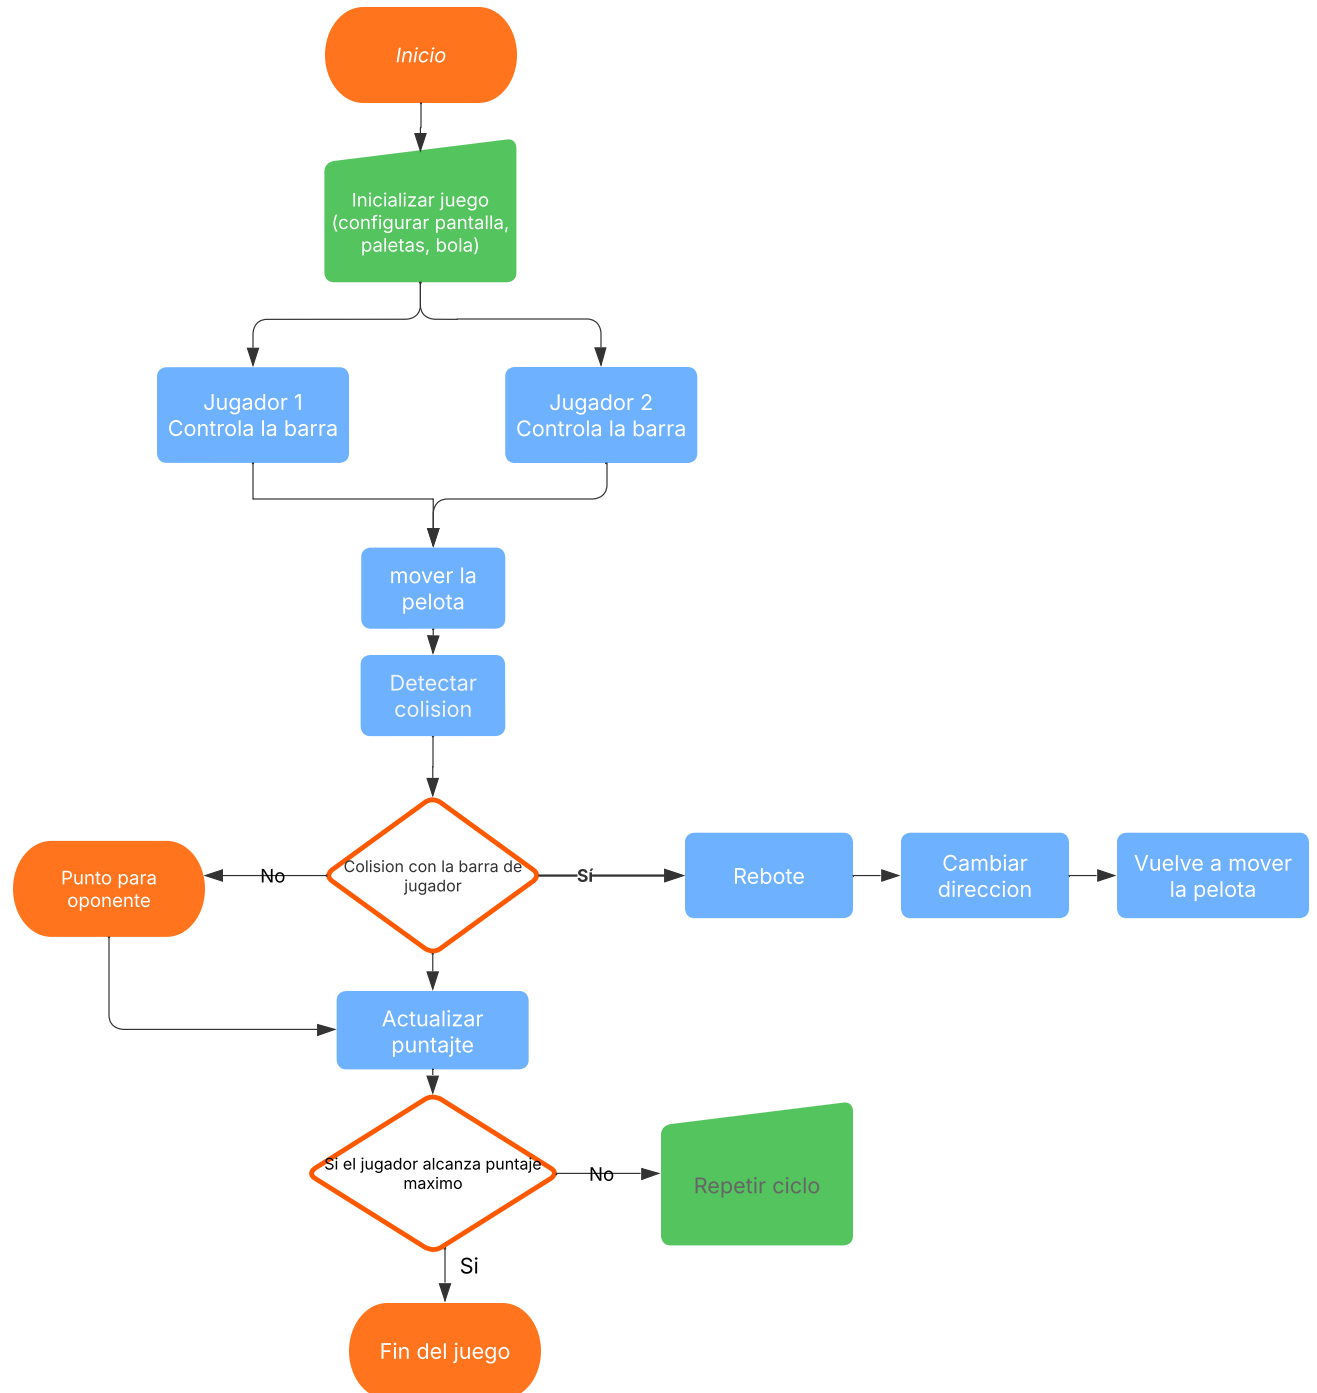 Inicio
Inicializar juego
(configurar pantalla,
paletas, bola)
Jugador 1
Controla la barra
Jugador 2
Controla la barra
mover la
pelota
Detectar
colision
Colision con la barra de
jugador
No
Punto para
oponente
Sí
Rebote
Cambiar
direccion
Vuelve a mover
la pelota
Actualizar
puntajte
Si el jugador alcanza puntaje
maximo
No
Repetir ciclo
Si
Fin del juego